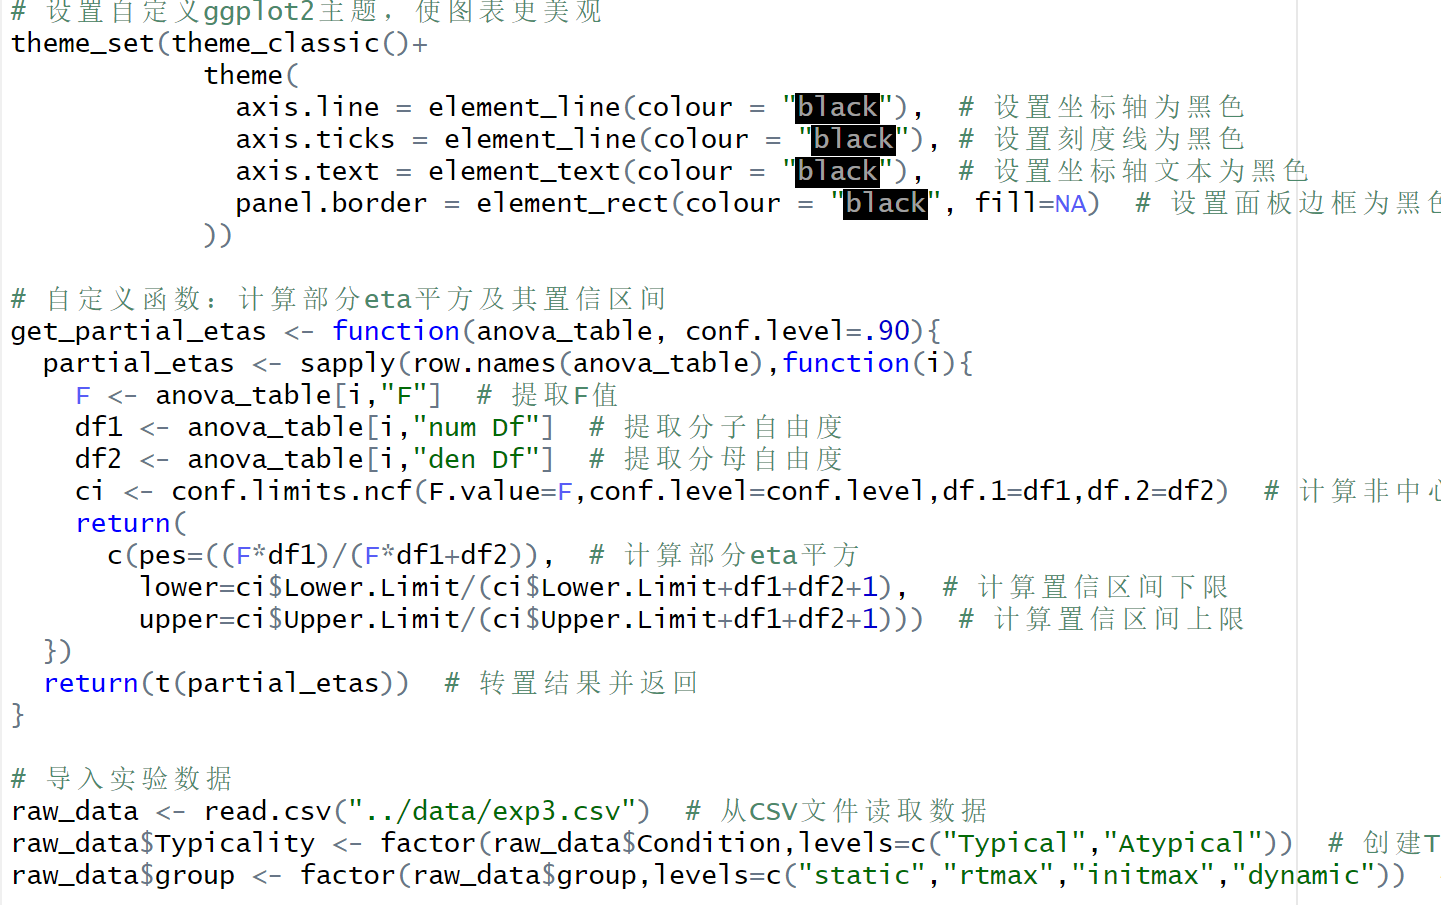 # 设置自定义ggplot2主题，使图表更美观
theme_set(theme_classic()+
            theme(
              axis.line = element_line(colour = "black"),  # 设置坐标轴为黑色
              axis.ticks = element_line(colour = "black"), # 设置刻度线为黑色
              axis.text = element_text(colour = "black"),  # 设置坐标轴文本为黑色
              panel.border = element_rect(colour = "black", fill=NA)  # 设置面板边框为黑色
            ))
# 自定义函数：计算部分eta平方及其置信区间
get_partial_etas <- function(anova_table, conf.level=.90){
  partial_etas <- sapply(row.names(anova_table),function(i){
    F <- anova_table[i,"F"]  # 提取F值
    df1 <- anova_table[i,"num Df"]  # 提取分子自由度
    df2 <- anova_table[i,"den Df"]  # 提取分母自由度
    ci <- conf.limits.ncf(F.value=F,conf.level=conf.level,df.1=df1,df.2=df2)  # 计算非中心
    return(
      c(pes=((F*df1)/(F*df1+df2)),  # 计算部分eta平方
        lower=ci$Lower.Limit/(ci$Lower.Limit+df1+df2+1),  # 计算置信区间下限
        upper=ci$Upper.Limit/(ci$Upper.Limit+df1+df2+1)))  # 计算置信区间上限
  })
  return(t(partial_etas))  # 转置结果并返回
}
# 导入实验数据
raw_data <- read.csv("../data/exp3.csv")  # 从CSV文件读取数据
raw_data$Typicality <- factor(raw_data$Condition,levels=c("Typical","Atypical"))  # 创建T
raw_data$group <- factor(raw_data$group,levels=c("static","rtmax","initmax","dynamic"))